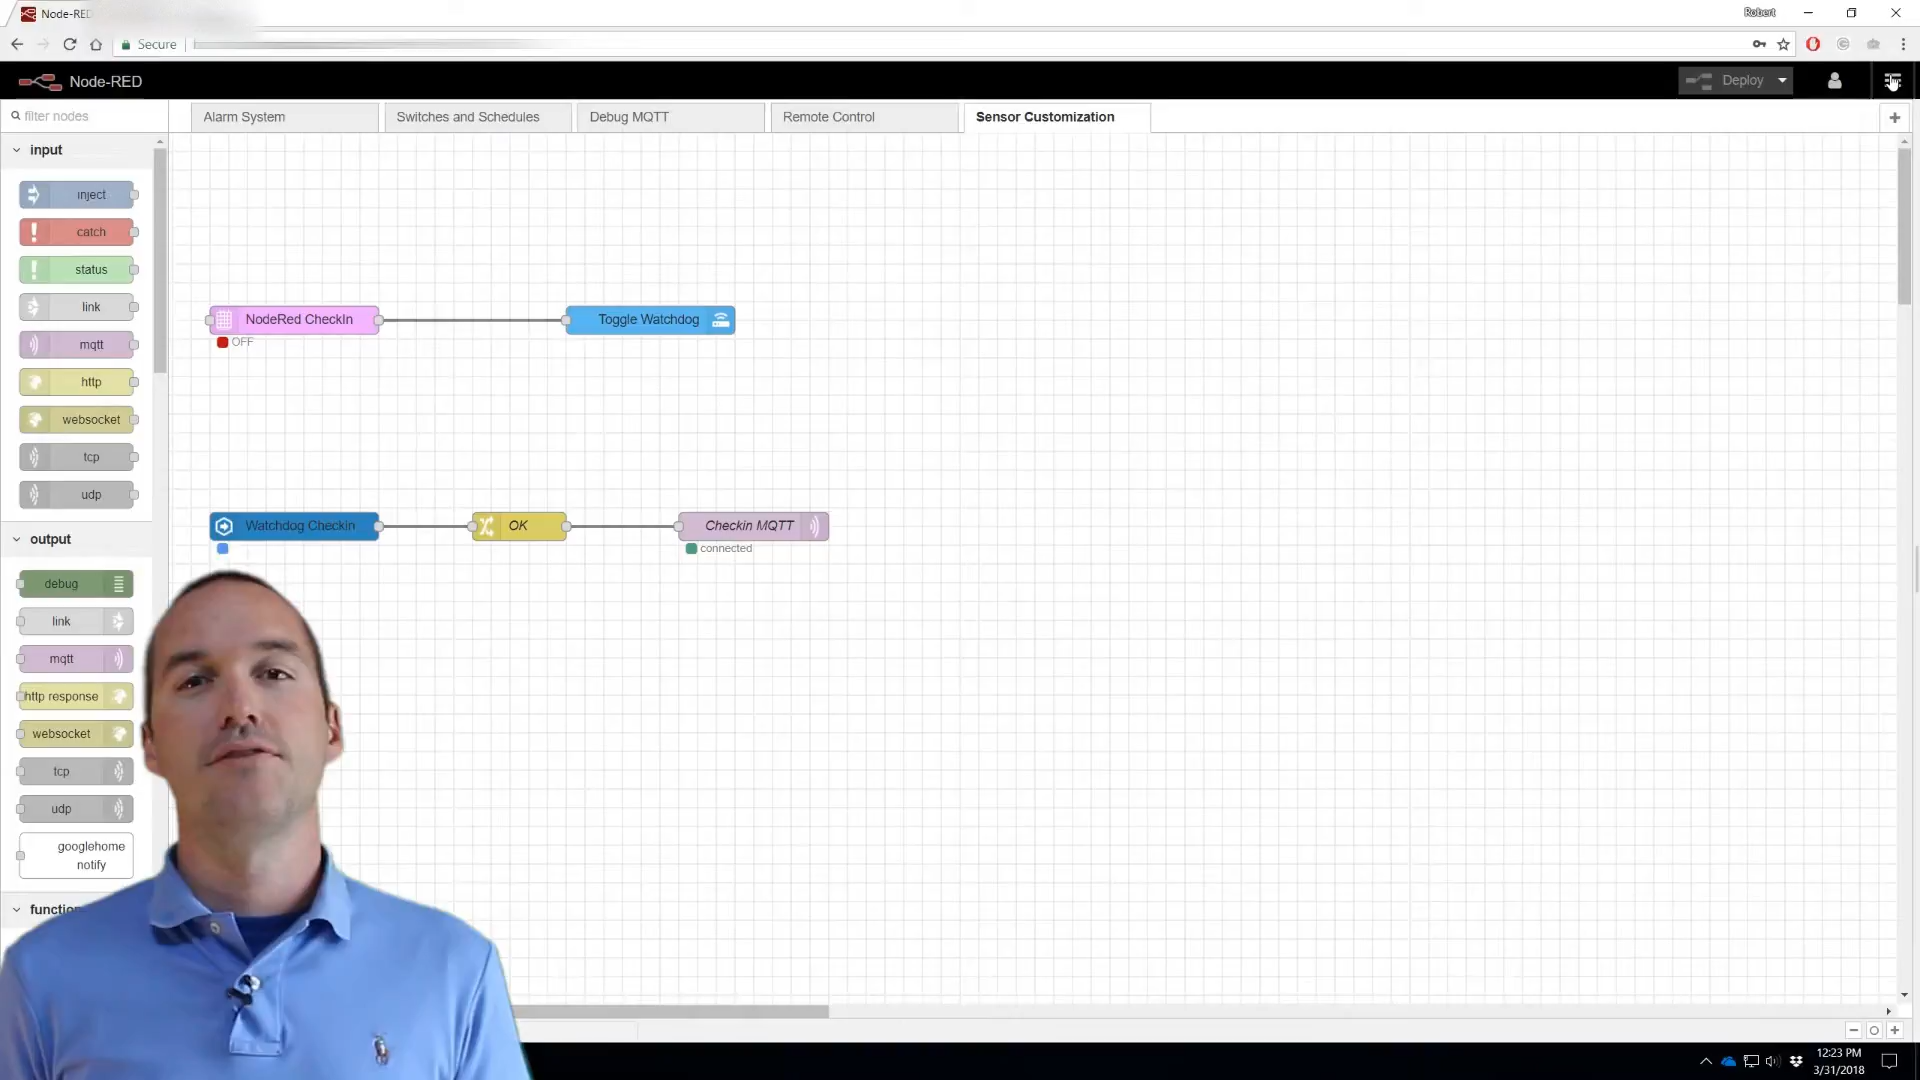 Node-RED
Robert
Secure
Node-RED
Deploy
filter nodes
Alarm System
Switches and Schedules
Debug MQTT
Remote Control
Sensor Customization
input
inject
catch
status
link
mqtt
http
websocket
tcp
udp
output
debug
link
mqtt
http response
websocket
tcp
udp
googlehome
notify
function
NodeRed CheckIn
OFF
Toggle Watchdog
Watchdog Checkin
OK
Checkin MQTT
connected
12:23 PM
3/31/2018